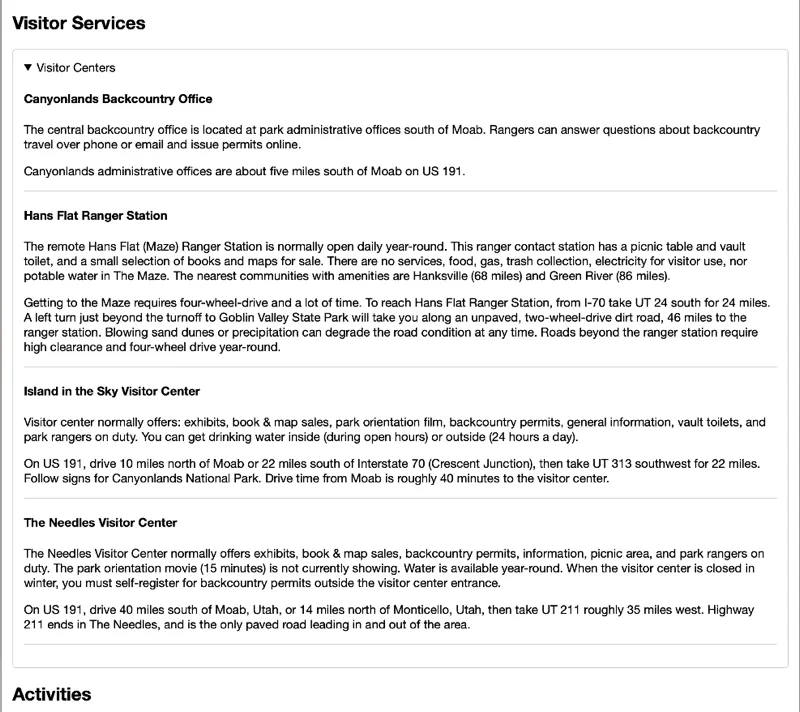 Visitor Services
▼ Visitor Centers
Canyonlands Backcountry Office
The central backcountry office is located at park administrative offices south of Moab. Rangers can answer questions about backcountry
travel over phone or email and issue permits online.
Canyonlands administrative offices are about five miles south of Moab on US 191.
Hans Flat Ranger Station
The remote Hans Flat (Maze) Ranger Station is normally open daily year-round. This ranger contact station has a picnic table and vault
toilet, and a small selection of books and maps for sale. There are no services, food, gas, trash collection, electricity for visitor use, nor
potable water in The Maze. The nearest communities with amenities are Hanksville (68 miles) and Green River (86 miles).
Getting to the Maze requires four-wheel-drive and a lot of time. To reach Hans Flat Ranger Station, from I-70 take UT 24 south for 24 miles.
A left turn just beyond the turnoff to Goblin Valley State Park will take you along an unpaved, two-wheel-drive dirt road, 46 miles to the
ranger station. Blowing sand dunes or precipitation can degrade the road condition at any time. Roads beyond the ranger station require
high clearance and four-wheel drive year-round.
Island in the Sky Visitor Center
Visitor center normally offers: exhibits, book & map sales, park orientation film, backcountry permits, general information, vault toilets, and
park rangers on duty. You can get drinking water inside (during open hours) or outside (24 hours a day).
On US 191, drive 10 miles north of Moab or 22 miles south of Interstate 70 (Crescent Junction), then take UT 313 southwest for 22 miles.
Follow signs for Canyonlands National Park. Drive time from Moab is roughly 40 minutes to the visitor center.
The Needles Visitor Center
The Needles Visitor Center normally offers exhibits, book & map sales, backcountry permits, information, picnic area, and park rangers on
duty. The park orientation movie (15 minutes) is not currently showing. Water is available year-round. When the visitor center is closed in
winter, you must self-register for backcountry permits outside the visitor center entrance.
On US 191, drive 40 miles south of Moab, Utah, or 14 miles north of Monticello, Utah, then take UT 211 roughly 35 miles west. Highway
211 ends in The Needles, and is the only paved road leading in and out of the area.
Activities